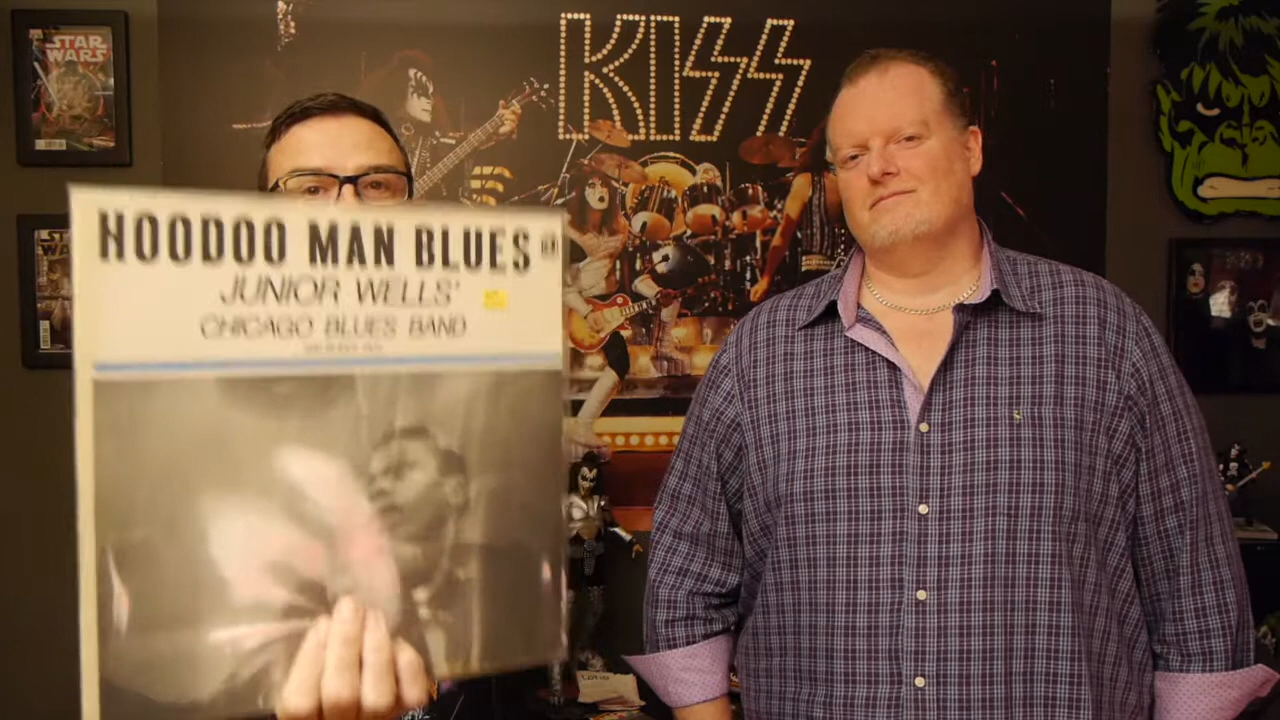 STAR
WARS
KISS
HOODOO MAN BLUES
JUNIOR WELLS'
CHICAGO BLUES BAND